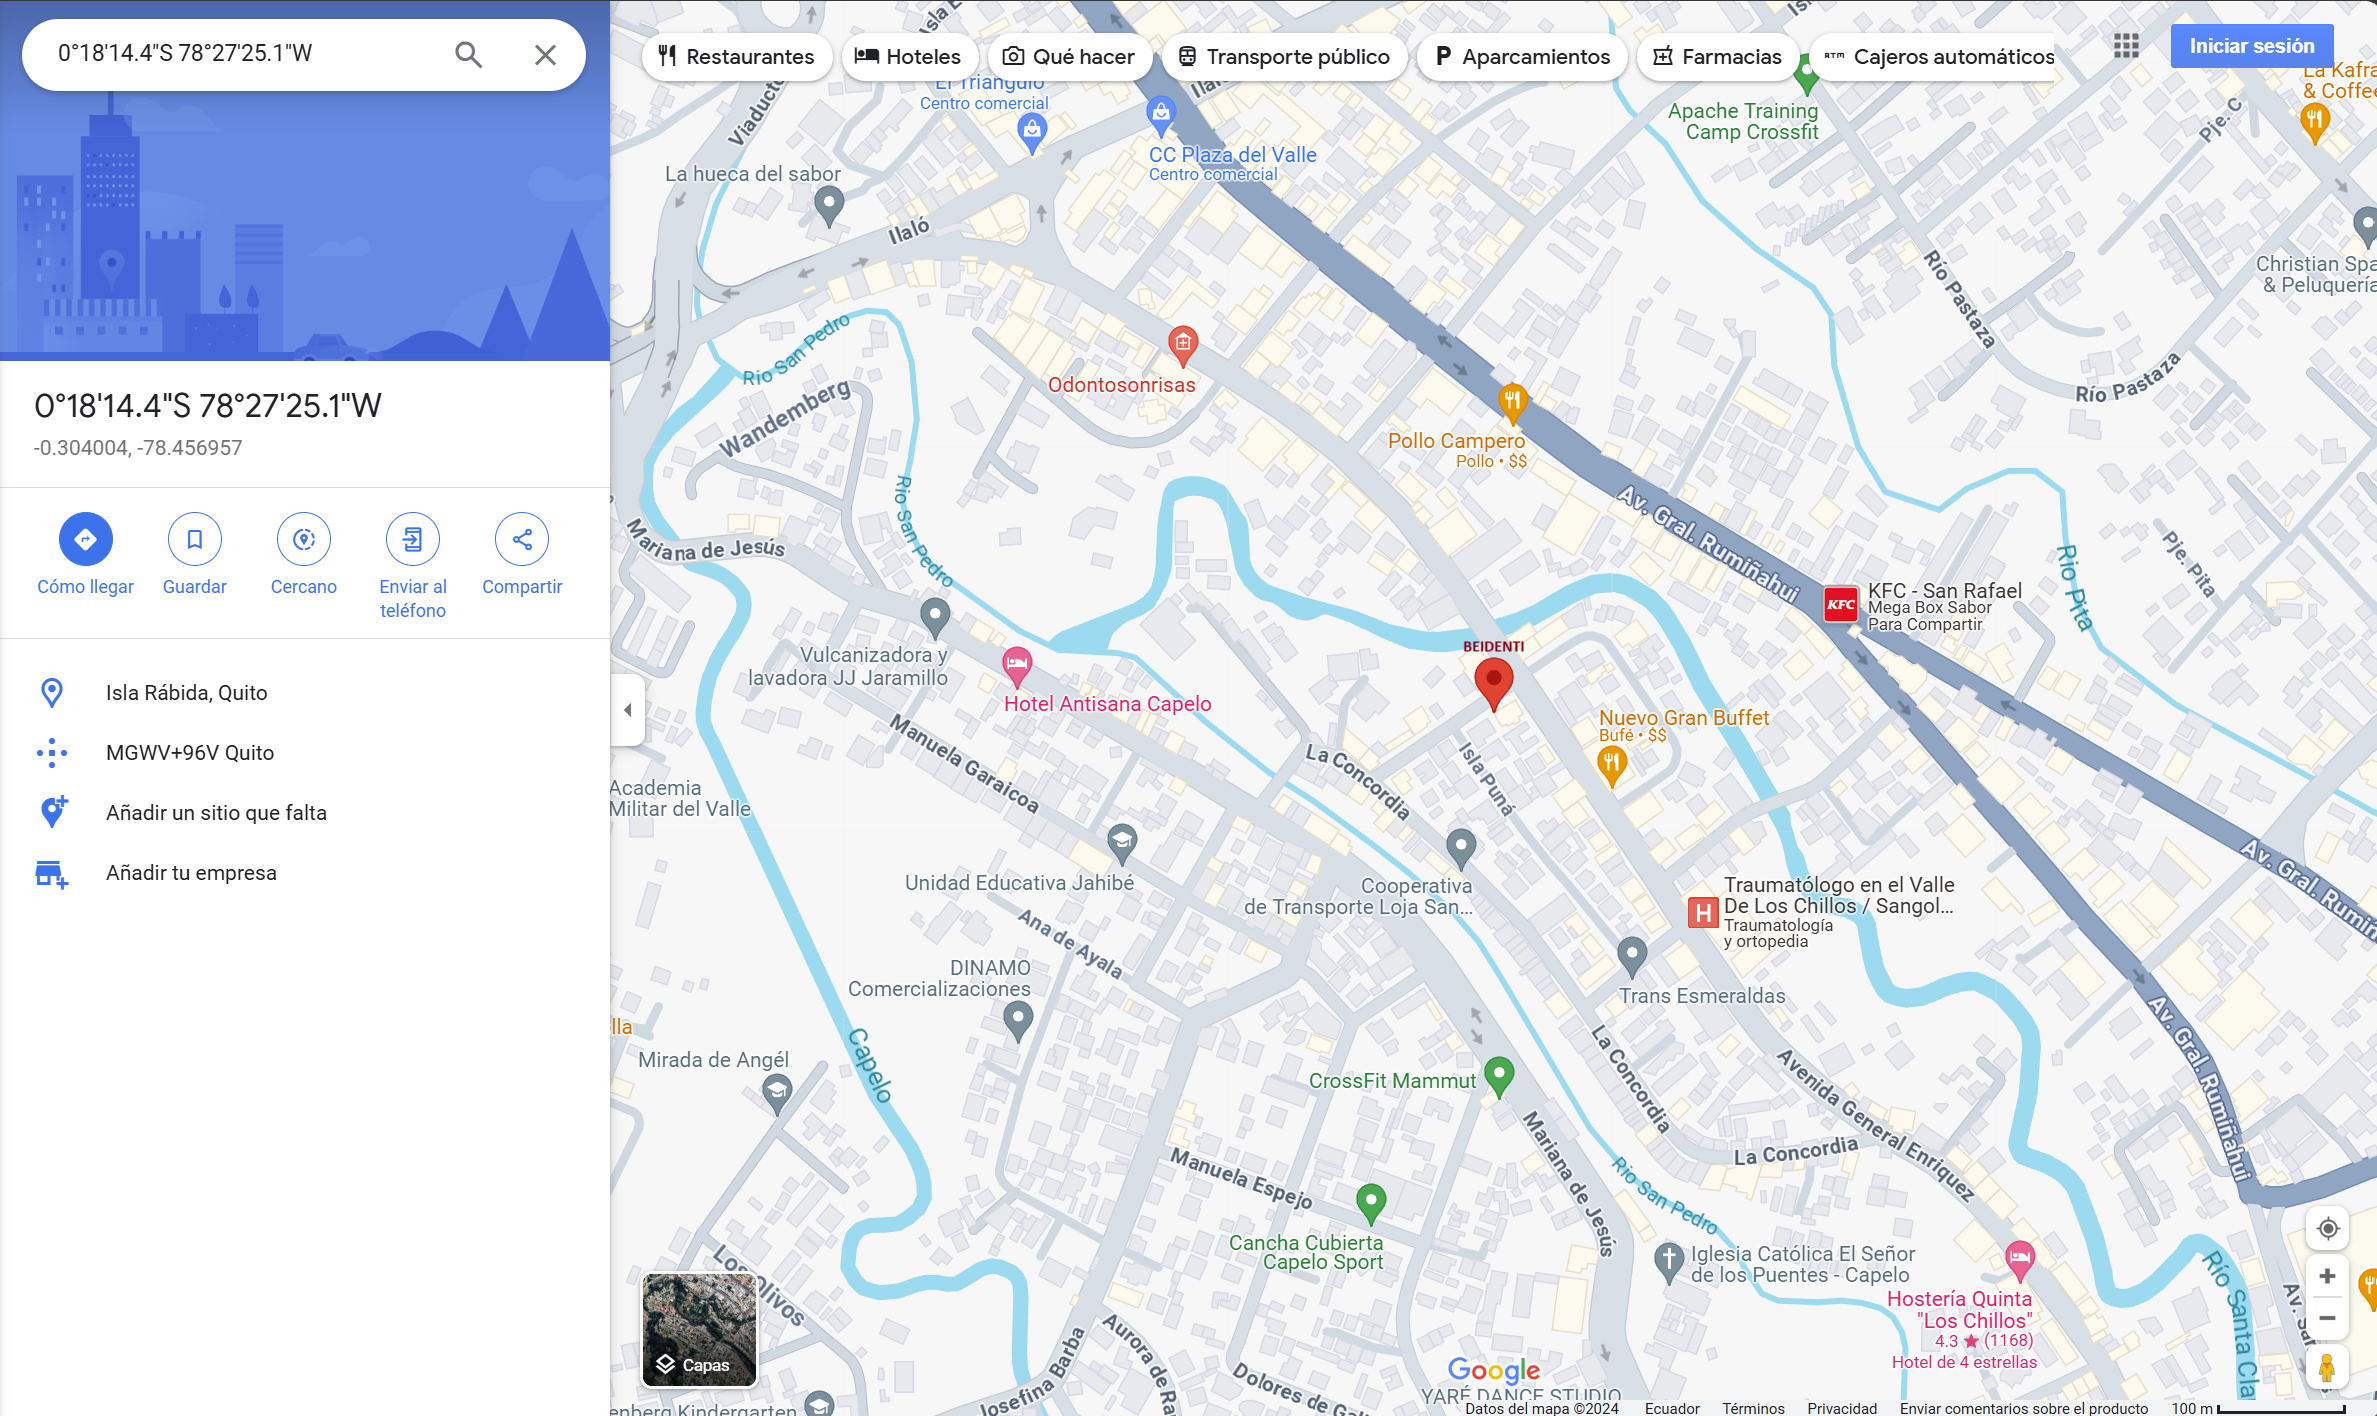 0°18'14.4"S 78°27'25.1"W
0°18'14.4"S 78°27'25.1"W
-0.304004, -78.456957
Cómo llegar
Guardar
Cercano
Enviar al
teléfono
Compartir
Isla Rábida, Quito
MGWV+96V Quito
Añadir un sitio que falta
Añadir tu empresa
Restaurantes
Hoteles
Qué hacer
Transporte público
Aparcamientos
Farmacias
Cajeros automáticos
Iniciar sesión
Viaducto
El Triángulo
Centro comercial
CC Plaza del Valle
Centro comercial
La hueca del sabor
Ilaló
Apache Training
Camp Crossfit
La Kafra
& Coffee
Pje. C
Christian Spa
& Peluquería
Río Pastaza
Río Pastaza
Rio San Pedro
Wandemberg
Odontosonrisas
Pollo Campero
Pollo • $$
Av. Gral. Rumiñahui
Rio San Pedro
Mariana de Jesús
KFC
KFC - San Rafael
Mega Box Sabor
Para Compartir
Rio Pita
Pje. Pita
BEIDENTI
Vulcanizadora y
lavadora JJ Jaramillo
Hotel Antisana Capelo
Nuevo Gran Buffet
Bufé • $$
Manuela Garaicoa
La Concordia
Isla Puná
Academia
Militar del Valle
Unidad Educativa Jahibé
Cooperativa
de Transporte Loja San...
Traumatólogo en el Valle
De Los Chillos / Sangol...
Traumatología
y ortopedia
Av. Gral. Rumiñ
Ana de Ayala
DINAMO
Comercializaciones
Trans Esmeraldas
lla
Mirada de Angél
Capelo
CrossFit Mammut
La Concordia
Avenida General Enriquez
Av. Gral. Rumiñahui
La Concordia
Mariana de Jesús
Manuela Espejo
Rio San Pedro
Cancha Cubierta
Capelo Sport
Iglesia Católica El Señor
de los Puentes - Capelo
Hostería Quinta
"Los Chillos"
4.3 ★ (1168)
Hotel de 4 estrellas
Los Olivos
Río Santa Cla
Capas
Josefina Barba
Aurora de Ra
Dolores de Gal
Google
YARÉ DANCE STUDIO
enberg Kindergarten
Datos del mapa ©2024
Ecuador
Términos
Privacidad
Enviar comentarios sobre el producto
100 m